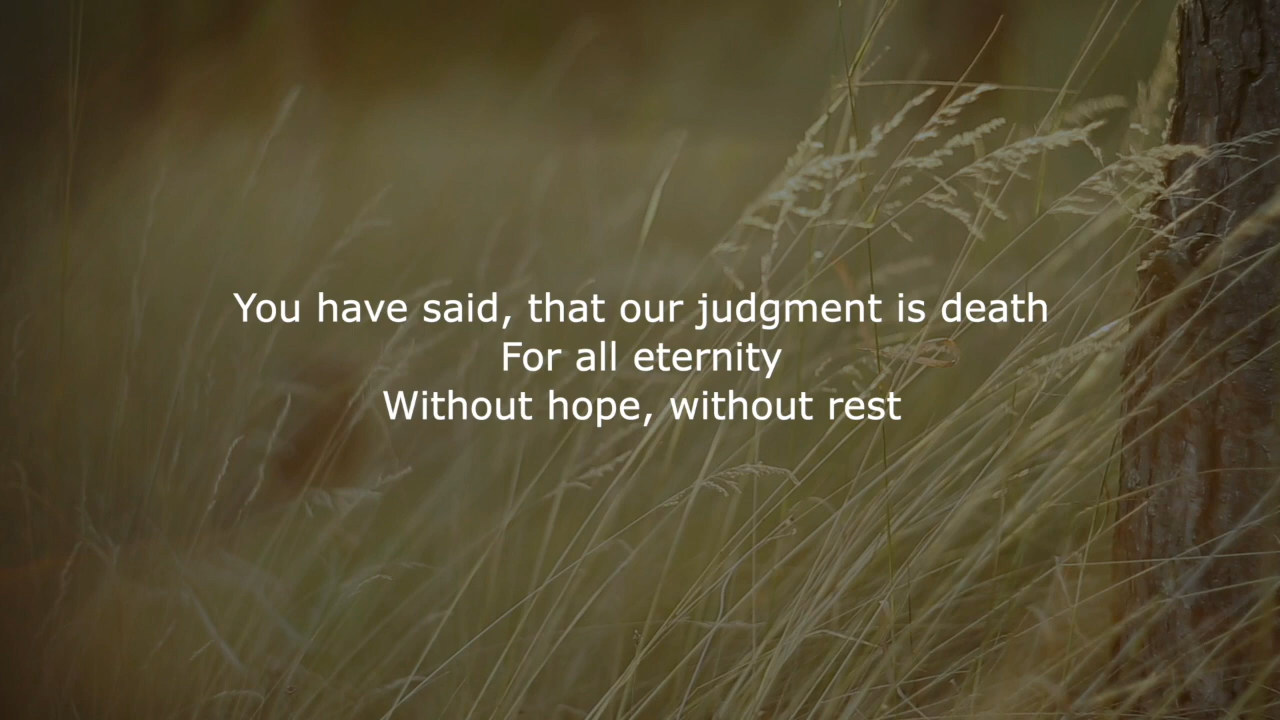 You have said, that our judgment is death
For all eternity
Without hope, without rest